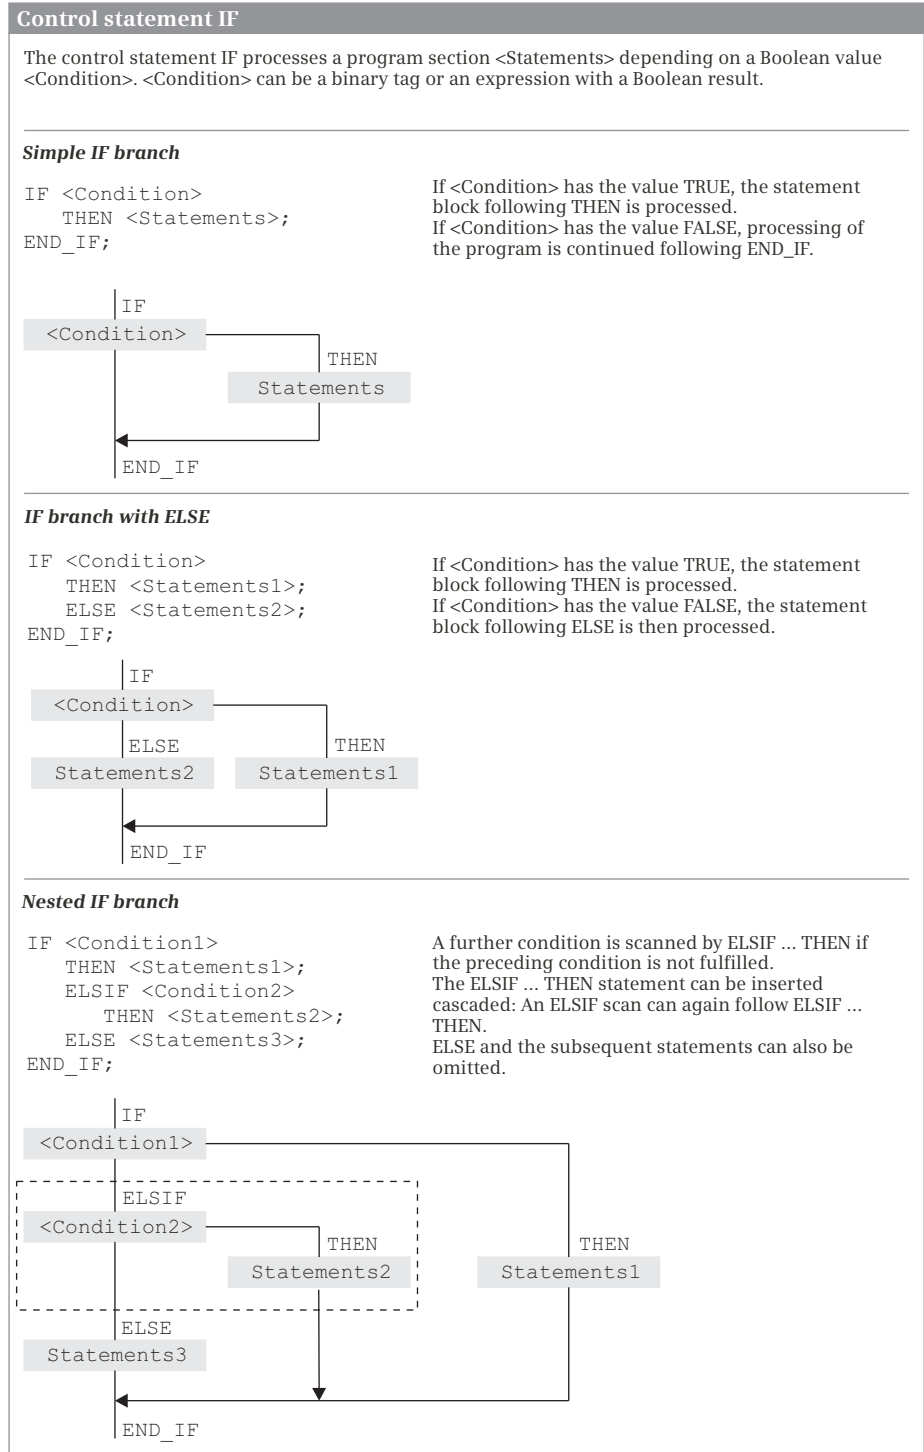 Control statement IF
The control statement IF processes a program section <Statements> depending on a Boolean value
<Condition>. <Condition> can be a binary tag or an expression with a Boolean result.
Simple IF branch
IF <Condition>
THEN <Statements>;
END_IF;
If <Condition> has the value TRUE, the statement
block following THEN is processed.
If <Condition> has the value FALSE, processing of
the program is continued following END_IF.
IF
<Condition>
THEN
Statements
END_IF
IF branch with ELSE
IF <Condition>
THEN <Statements1>;
ELSE <Statements2>;
END_IF;
If <Condition> has the value TRUE, the statement
block following THEN is processed.
If <Condition> has the value FALSE, the statement
block following ELSE is then processed.
IF
<Condition>
ELSE THEN
Statements2 Statements1
END_IF
Nested IF branch
IF <Condition1>
THEN <Statements1>;
ELSIF <Condition2>
THEN <Statements2>;
ELSE <Statements3>;
END_IF;
A further condition is scanned by ELSIF ... THEN if
the preceding condition is not fulfilled.
The ELSIF ... THEN statement can be inserted
cascaded: An ELSIF scan can again follow ELSIF ...
THEN.
ELSE and the subsequent statements can also be
omitted.
IF
<Condition1>
ELSIF
<Condition2>
THEN THEN
Statements2 Statements1
ELSE
Statements3
END_IF